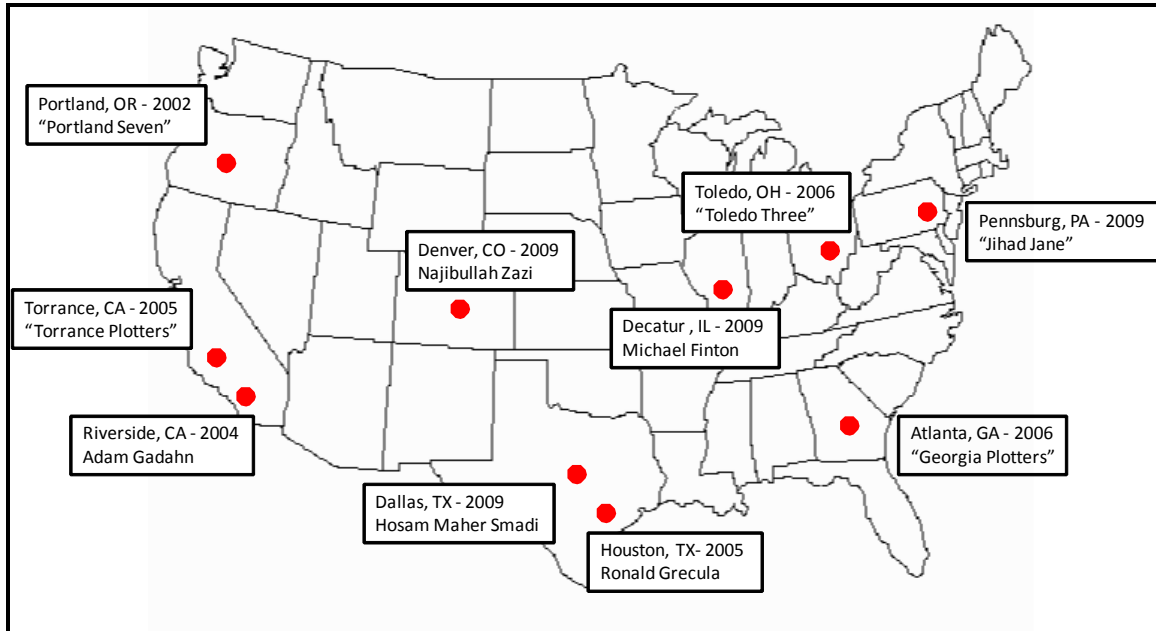 Portland, OR - 2002
“Portland Seven”
Toledo, OH - 2006
“Toledo Three”
Pennsburg, PA - 2009
“Jihad Jane”
Denver, CO - 2009
Najibullah Zazi
Torrance, CA - 2005
“Torrance Plotters”
Decatur , IL - 2009
Michael Finton
Riverside, CA - 2004
Adam Gadahn
Atlanta, GA - 2006
“Georgia Plotters”
Dallas, TX - 2009
Hosam Maher Smadi
Houston, TX- 2005
Ronald Grecula